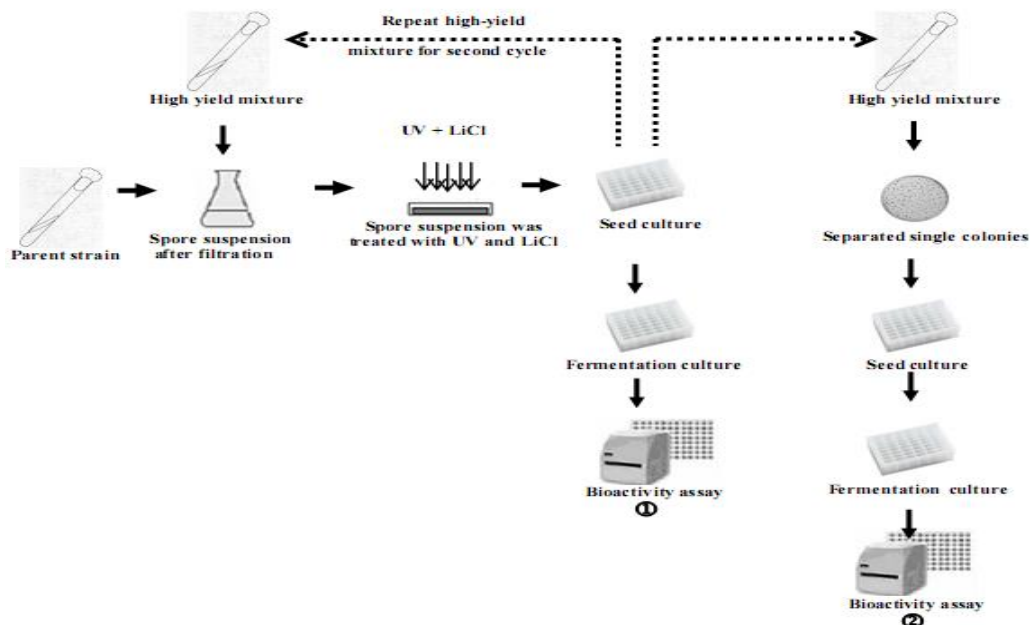 Repeat high-yield
mixture for second cycle
High yield mixture
High yield mixture
UV + LiCl
Parent strain
Spore suspension
after filtration
Spore suspension was
treated with UV and LiCl
Seed culture
Separated single colonies
Fermentation culture
Seed culture
Bioactivity assay
①
Fermentation culture
Bioactivity assay
②